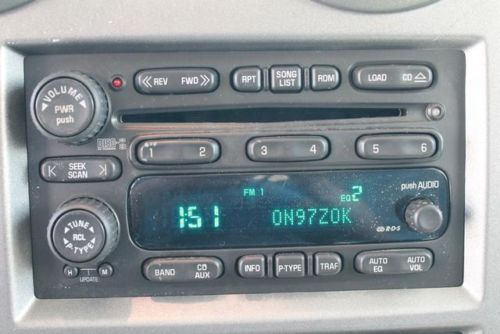 VOLUME
PWR
push
REV FWD
RPT
SONG LIST
RDM
LOAD CD
1 2
3 4
5 6
SEEK
SCAN
FM 1
EQ 2
push AUDIO
1:51 ON97ZOK
R·D·S
TUNE
RCL
P-TYPE
H M
UPDATE
BAND
CD AUX
INFO
P-TYPE
TRAF
AUTO EQ
AUTO VOL